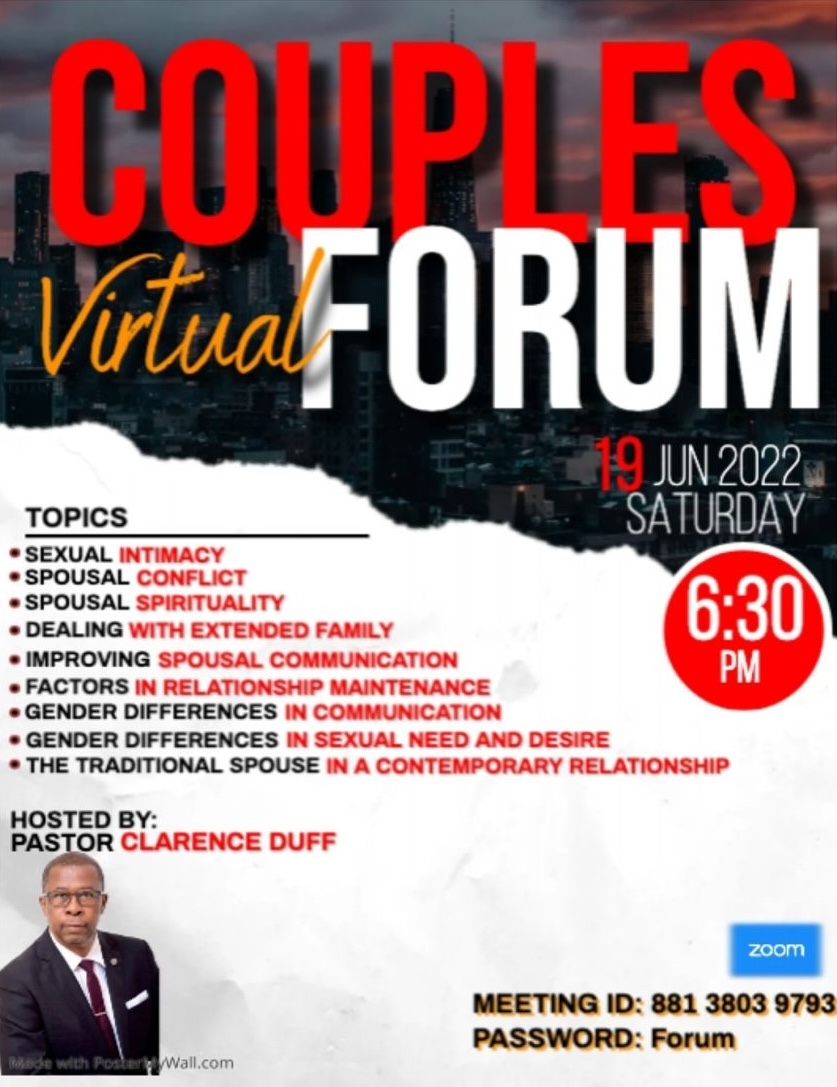 COUPLES
Virtual FORUM
19 JUN 2022
SATURDAY
6:30
PM
TOPICS
• SEXUAL INTIMACY
• SPOUSAL CONFLICT
• SPOUSAL SPIRITUALITY
• DEALING WITH EXTENDED FAMILY
• IMPROVING SPOUSAL COMMUNICATION
• FACTORS IN RELATIONSHIP MAINTENANCE
• GENDER DIFFERENCES IN COMMUNICATION
• GENDER DIFFERENCES IN SEXUAL NEED AND DESIRE
• THE TRADITIONAL SPOUSE IN A CONTEMPORARY RELATIONSHIP
HOSTED BY:
PASTOR CLARENCE DUFF
zoom
MEETING ID: 881 3803 9793
PASSWORD: Forum
Made with PosterMyWall.com